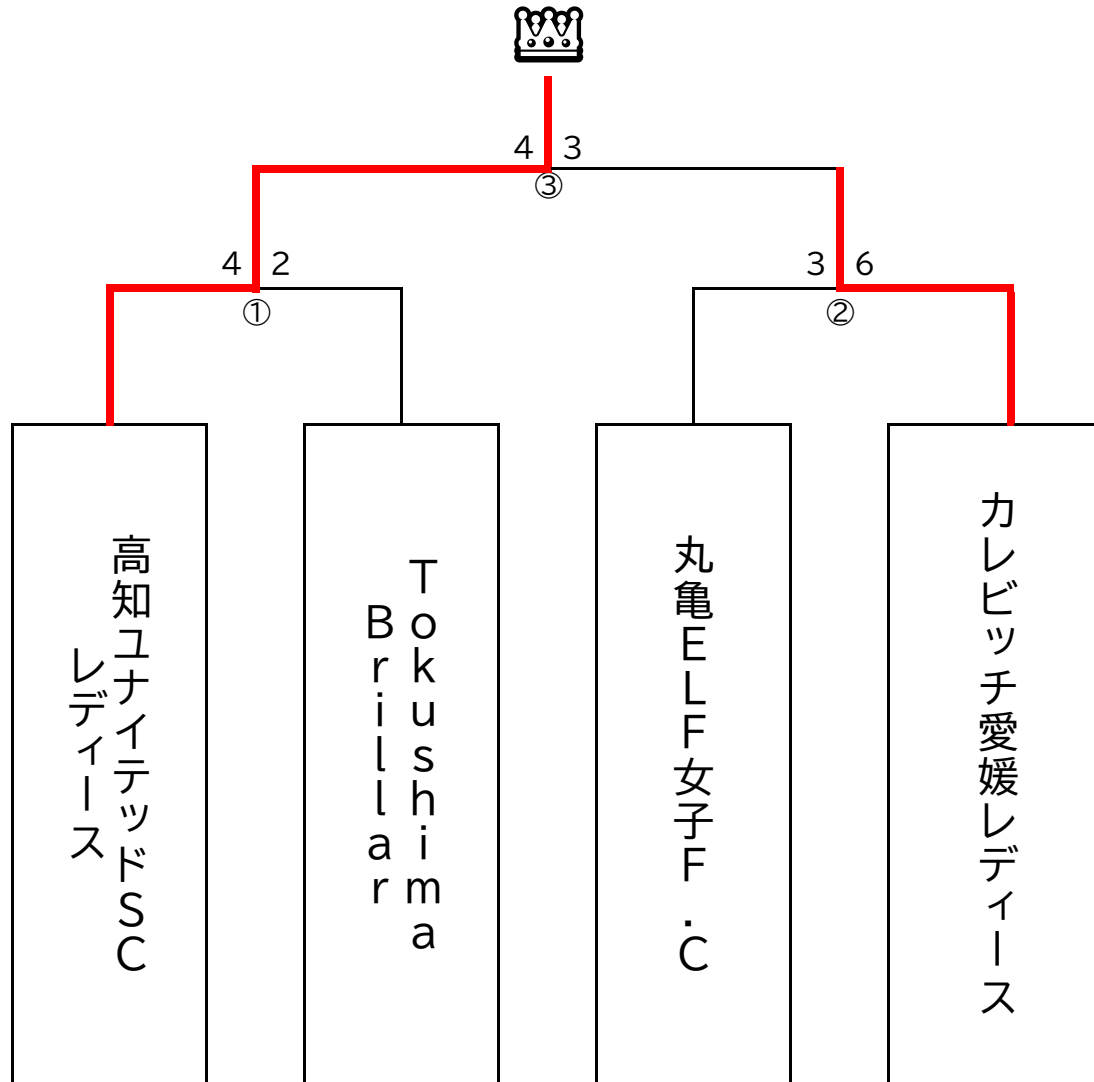 4 3
③
4 2
①
3 6
②
高知ユナイテッドSC
レディース
Tokushima
Brillar
丸亀ELF女子F.C
カレビッチ愛媛レディース